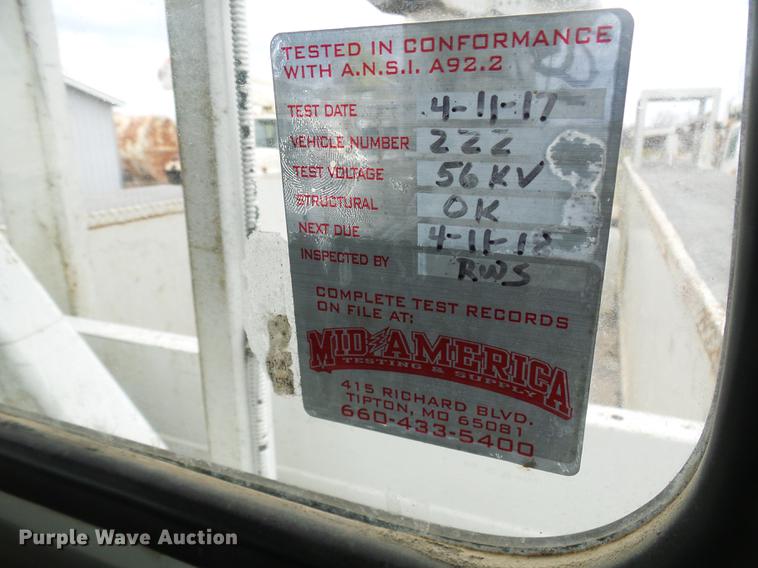 TESTED IN CONFORMANCE
WITH A.N.S.I. A92.2
TEST DATE 4-11-17
VEHICLE NUMBER 222
TEST VOLTAGE 56KV
STRUCTURAL OK
NEXT DUE 4-11-18
INSPECTED BY RWS
COMPLETE TEST RECORDS
ON FILE AT:
MID AMERICA
TESTING & SUPPLY
415 RICHARD BLVD.
TIPTON, MO 65081
660-433-5400
Purple Wave Auction®